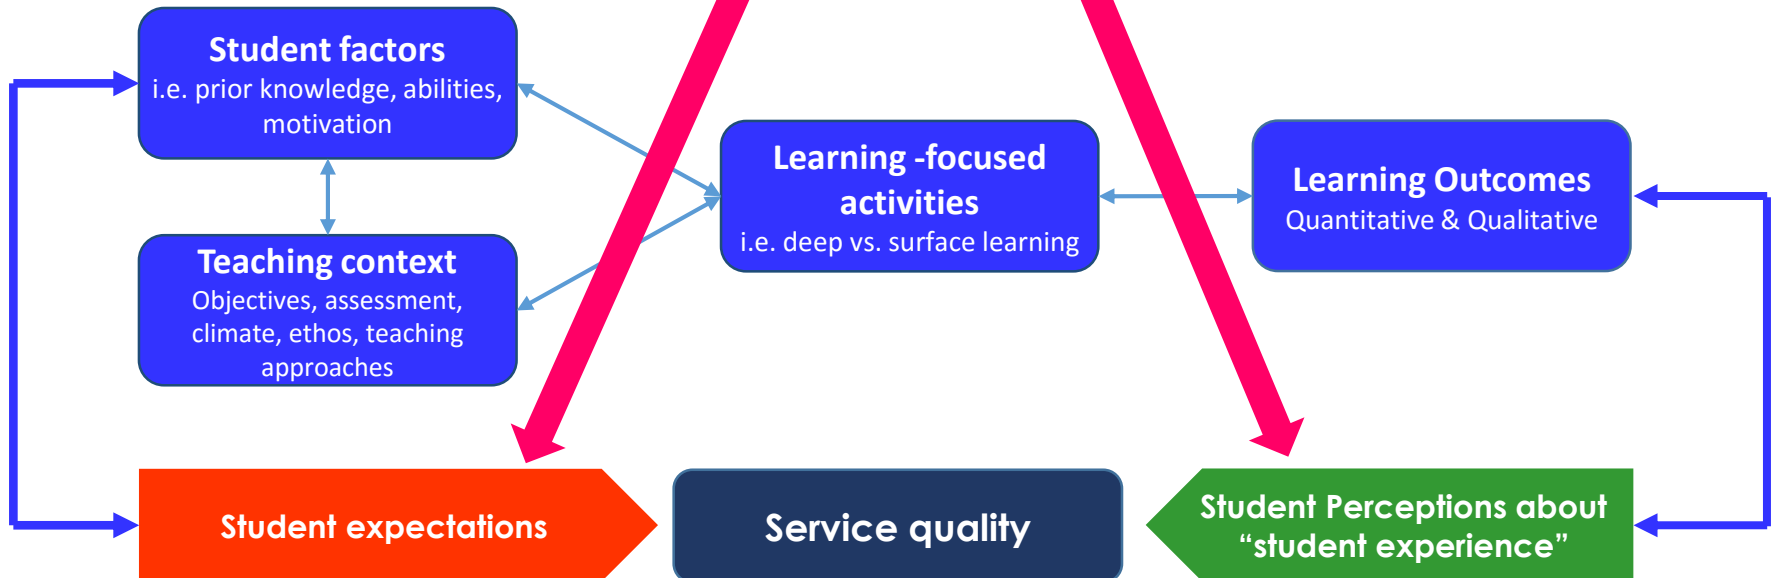 Student factors
i.e. prior knowledge, abilities,
motivation
Teaching context
Objectives, assessment,
climate, ethos, teaching
approaches
Learning -focused
activities
i.e. deep vs. surface learning
Learning Outcomes
Quantitative & Qualitative
Student expectations
Service quality
Student Perceptions about
“student experience”